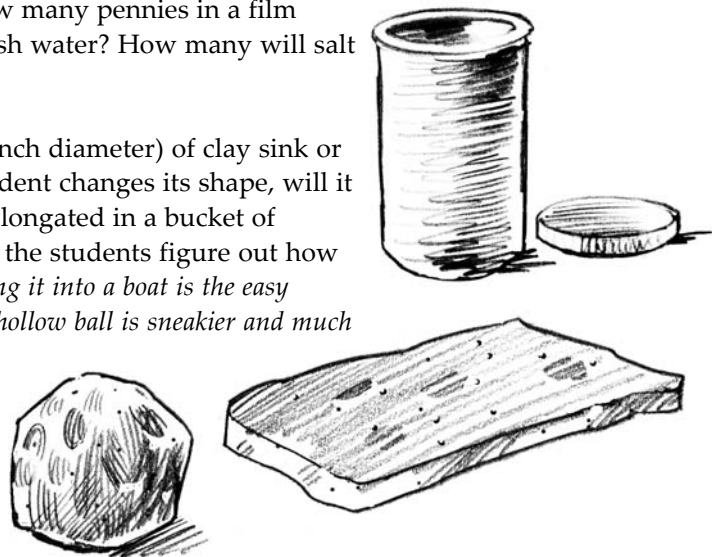 w many pennies in a film
sh water? How many will salt
nch diameter) of clay sink or
dent changes its shape, will it
longated in a bucket of
the students figure out how
ng it into a boat is the easy
hollow ball is sneakier and much